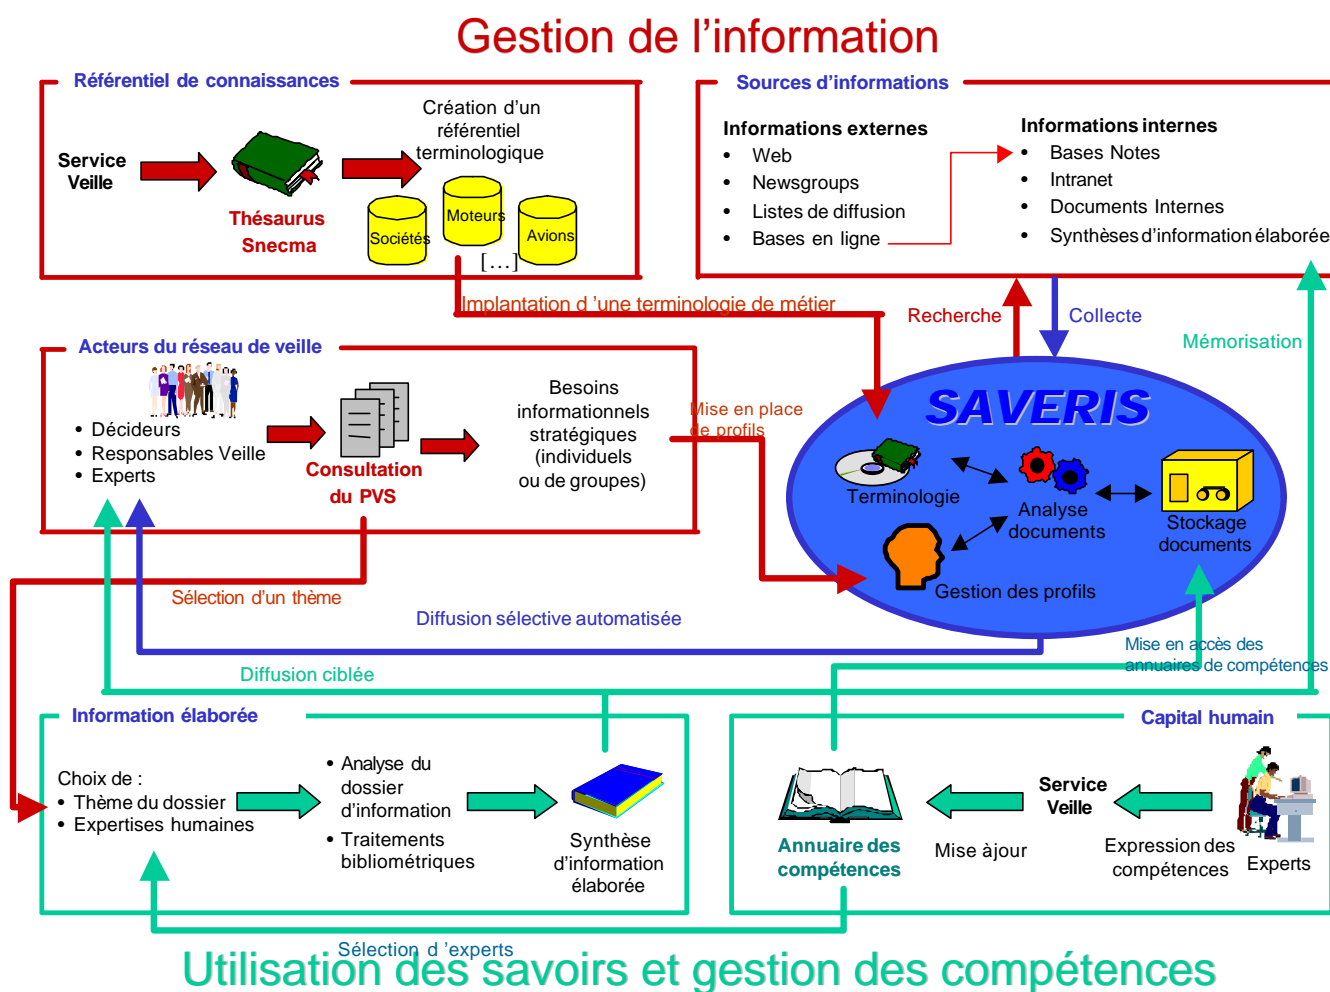 Gestion de l’information
Référentiel de connaissances
Service
Veille
Thésaurus
Snecma
Création d’un
référentiel
terminologique
Sociétés
Moteurs
Avions
[…]
Sources d’informations
Informations externes
• Web
• Newsgroups
• Listes de diffusion
• Bases en ligne
Informations internes
• Bases Notes
• Intranet
• Documents Internes
• Synthèses d’information élaborée
Implantation d ’une terminologie de métier
Recherche
Collecte
Mémorisation
Acteurs du réseau de veille
• Décideurs
• Responsables Veille
• Experts
Consultation
du PVS
Besoins
informationnels
stratégiques
(individuels
ou de groupes)
Mise en place
de profils
SAVERIS
Terminologie
Analyse
documents
Stockage
documents
Gestion des profils
Sélection d’un thème
Diffusion sélective automatisée
Diffusion ciblée
Mise en accès des
annuaires de compétences
Information élaborée
Choix de :
• Thème du dossier
• Expertises humaines
• Analyse du
dossier
d’information
• Traitements
bibliométriques
Synthèse
d’information
élaborée
Capital humain
Annuaire des
compétences
Mise àjour
Service
Veille
Expression des
compétences
Experts
Sélection d ’experts
Utilisation des savoirs et gestion des compétences